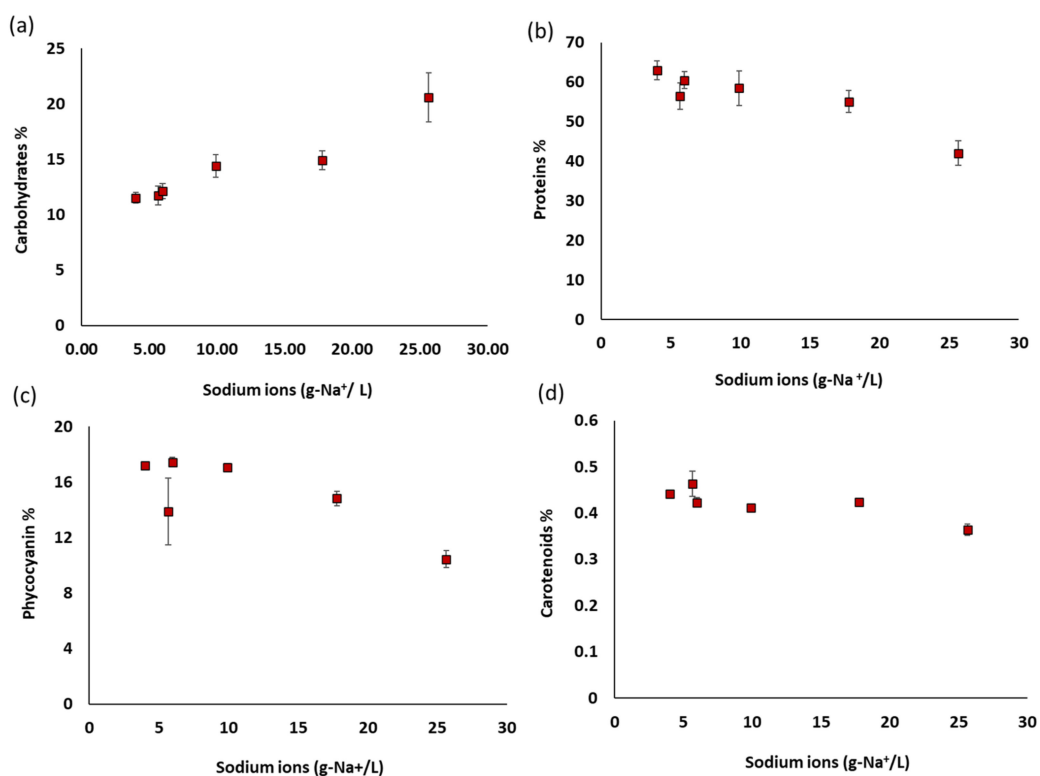 (a)
25
20
15
10
5
0
Carbohydrates %
0.00 5.00 10.00 15.00 20.00 25.00 30.00
Sodium ions (g-Na⁺/ L)
(b)
70
60
50
40
30
20
10
0
Proteins %
0 5 10 15 20 25 30
Sodium ions (g-Na ⁺/L)
(c)
20
16
12
8
4
0
Phycocyanin %
0 5 10 15 20 25 30
Sodium ions (g-Na+/L)
(d)
0.6
0.5
0.4
0.3
0.2
0.1
0
Carotenoids %
0 5 10 15 20 25 30
Sodium ions (g-Na⁺/L)